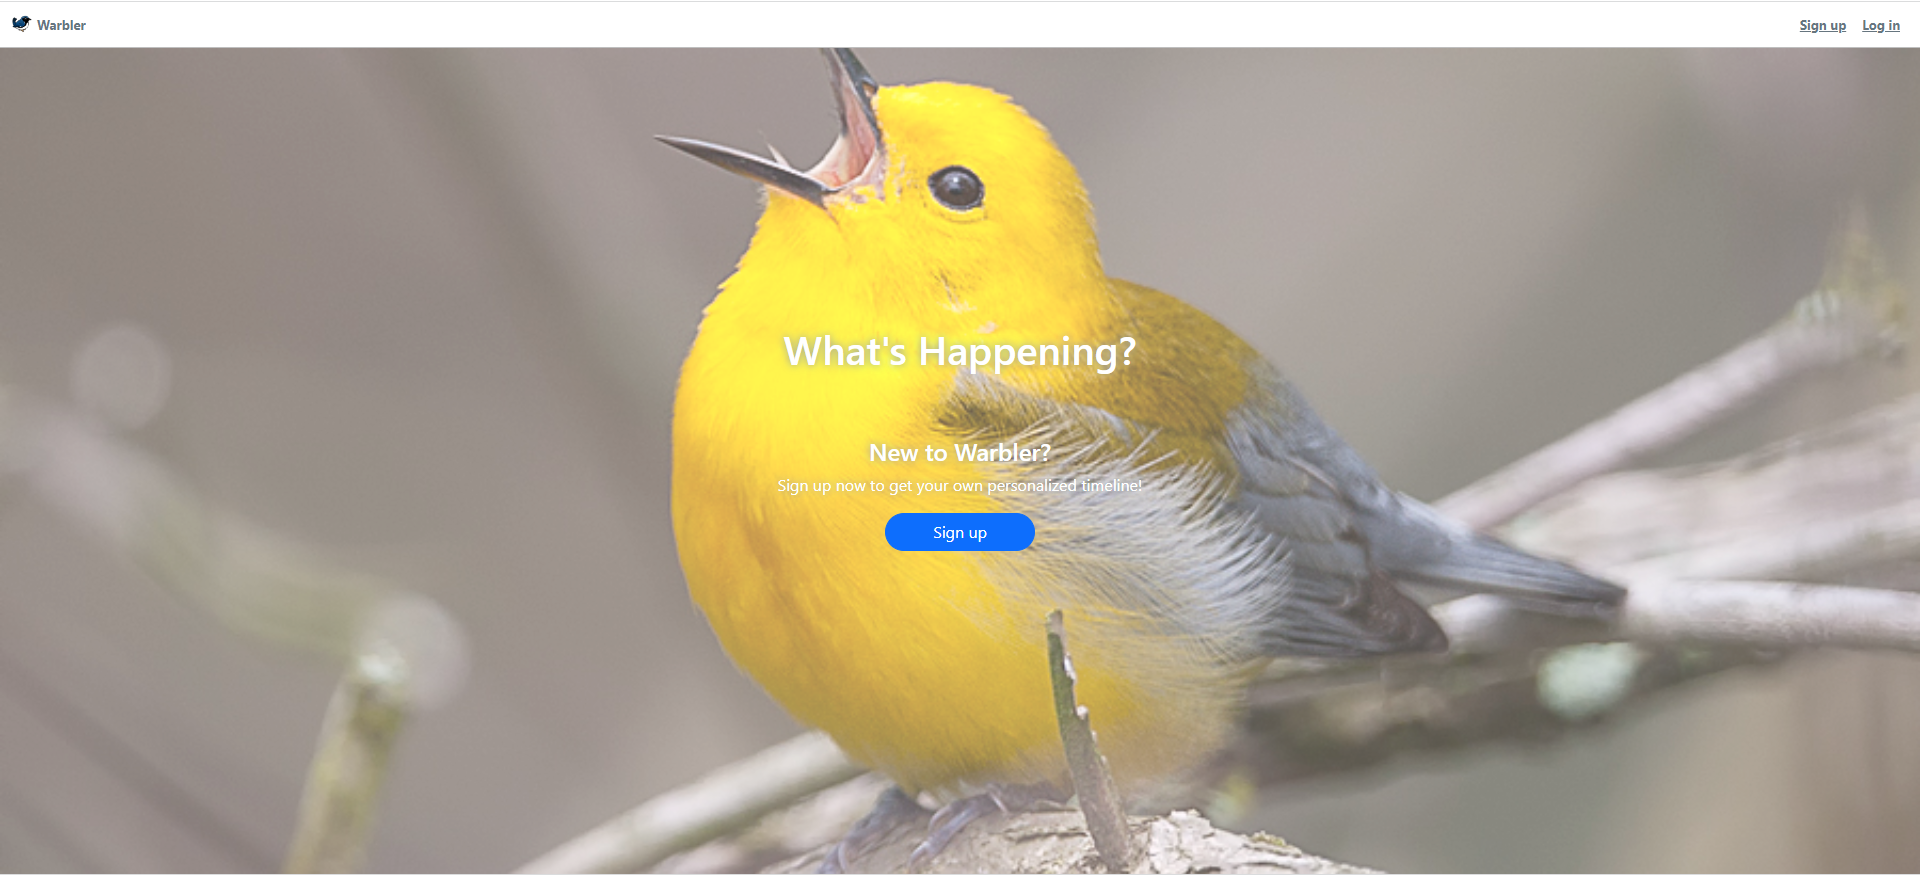 Warbler
Sign up Log in
What's Happening?
New to Warbler?
Sign up now to get your own personalized timeline!
Sign up